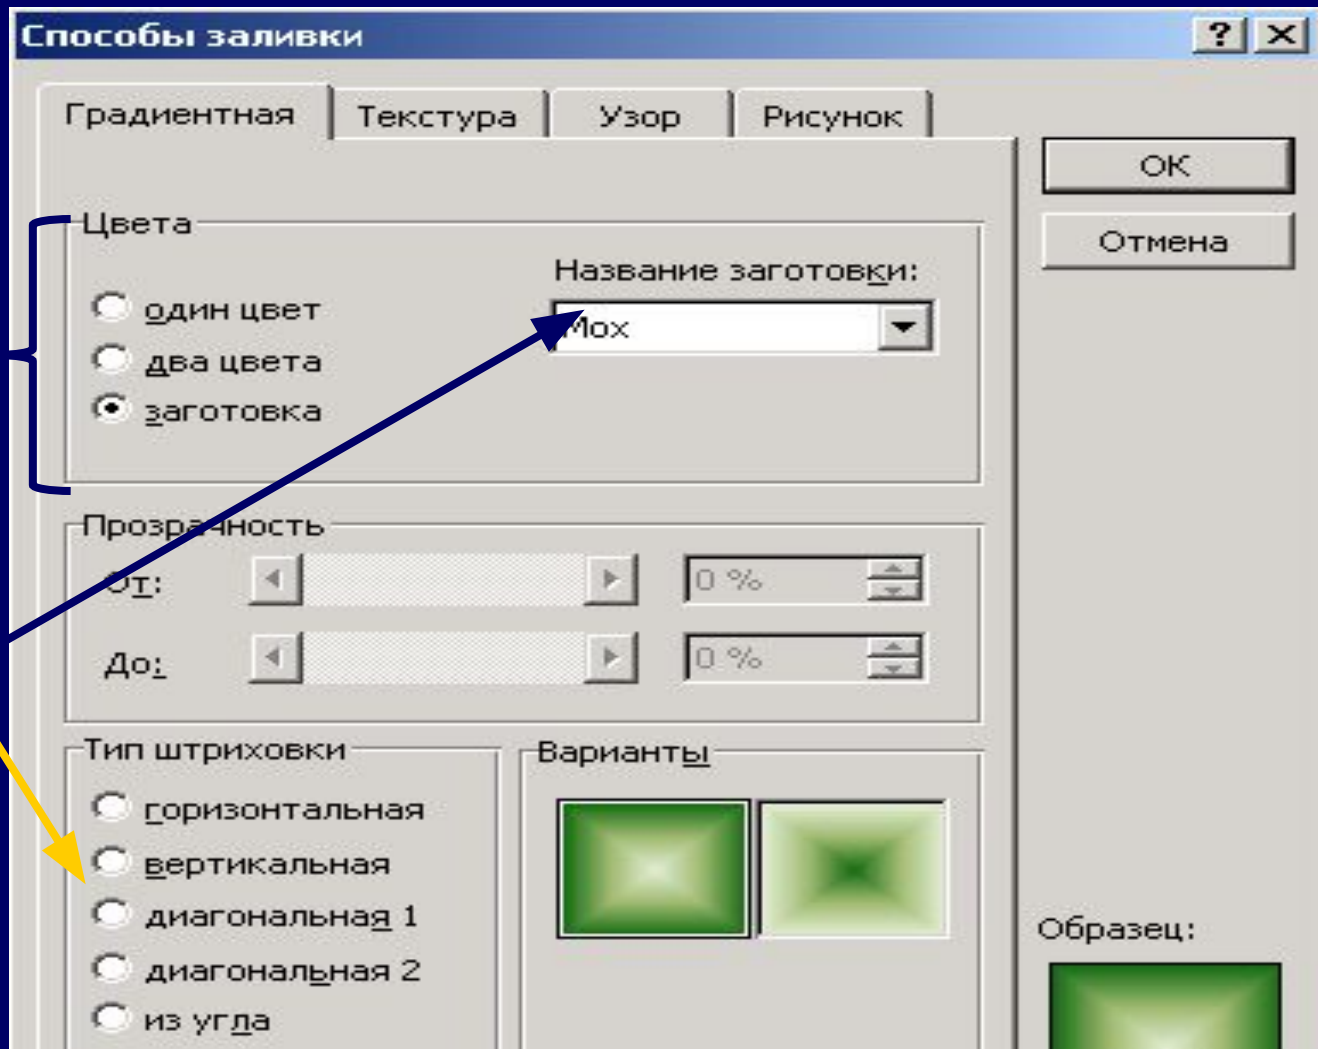 Способы заливки
Градиентная Текстура Узор Рисунок
ОК
Отмена
Цвета
один цвет
два цвета
заготовка
Название заготовки:
Мох
Прозрачность
От: 0 %
До: 0 %
Тип штриховки
горизонтальная
вертикальная
диагональная 1
диагональная 2
из угла
Варианты
Образец: